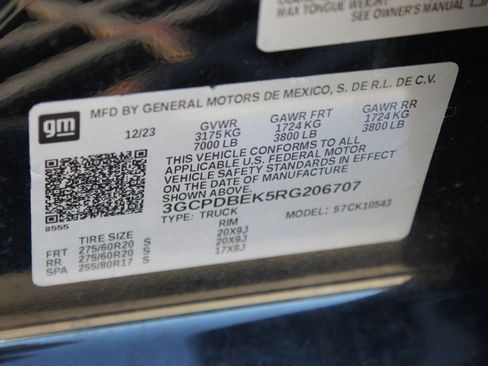 MAX TONGUE WEIGHT
SEE OWNER'S MANUAL
gm
MFD BY GENERAL MOTORS DE MEXICO, S. DE R.L. DE C.V.
12/23 GVWR GAWR FRT GAWR RR
3175 KG 1724 KG 1724 KG
7000 LB 3800 LB 3800 LB
THIS VEHICLE CONFORMS TO ALL
APPLICABLE U.S. FEDERAL MOTOR
VEHICLE SAFETY STANDARDS IN EFFECT
ON THE DATE OF MANUFACTURE
SHOWN ABOVE.
3GCPDBEK5RG206707
TYPE: TRUCK MODEL: 57CK10543
8555
TIRE SIZE RIM
FRT 275/60R20 S 20X9J
RR 275/60R20 S 20X9J
SPA 255/80R17 S 17X8J